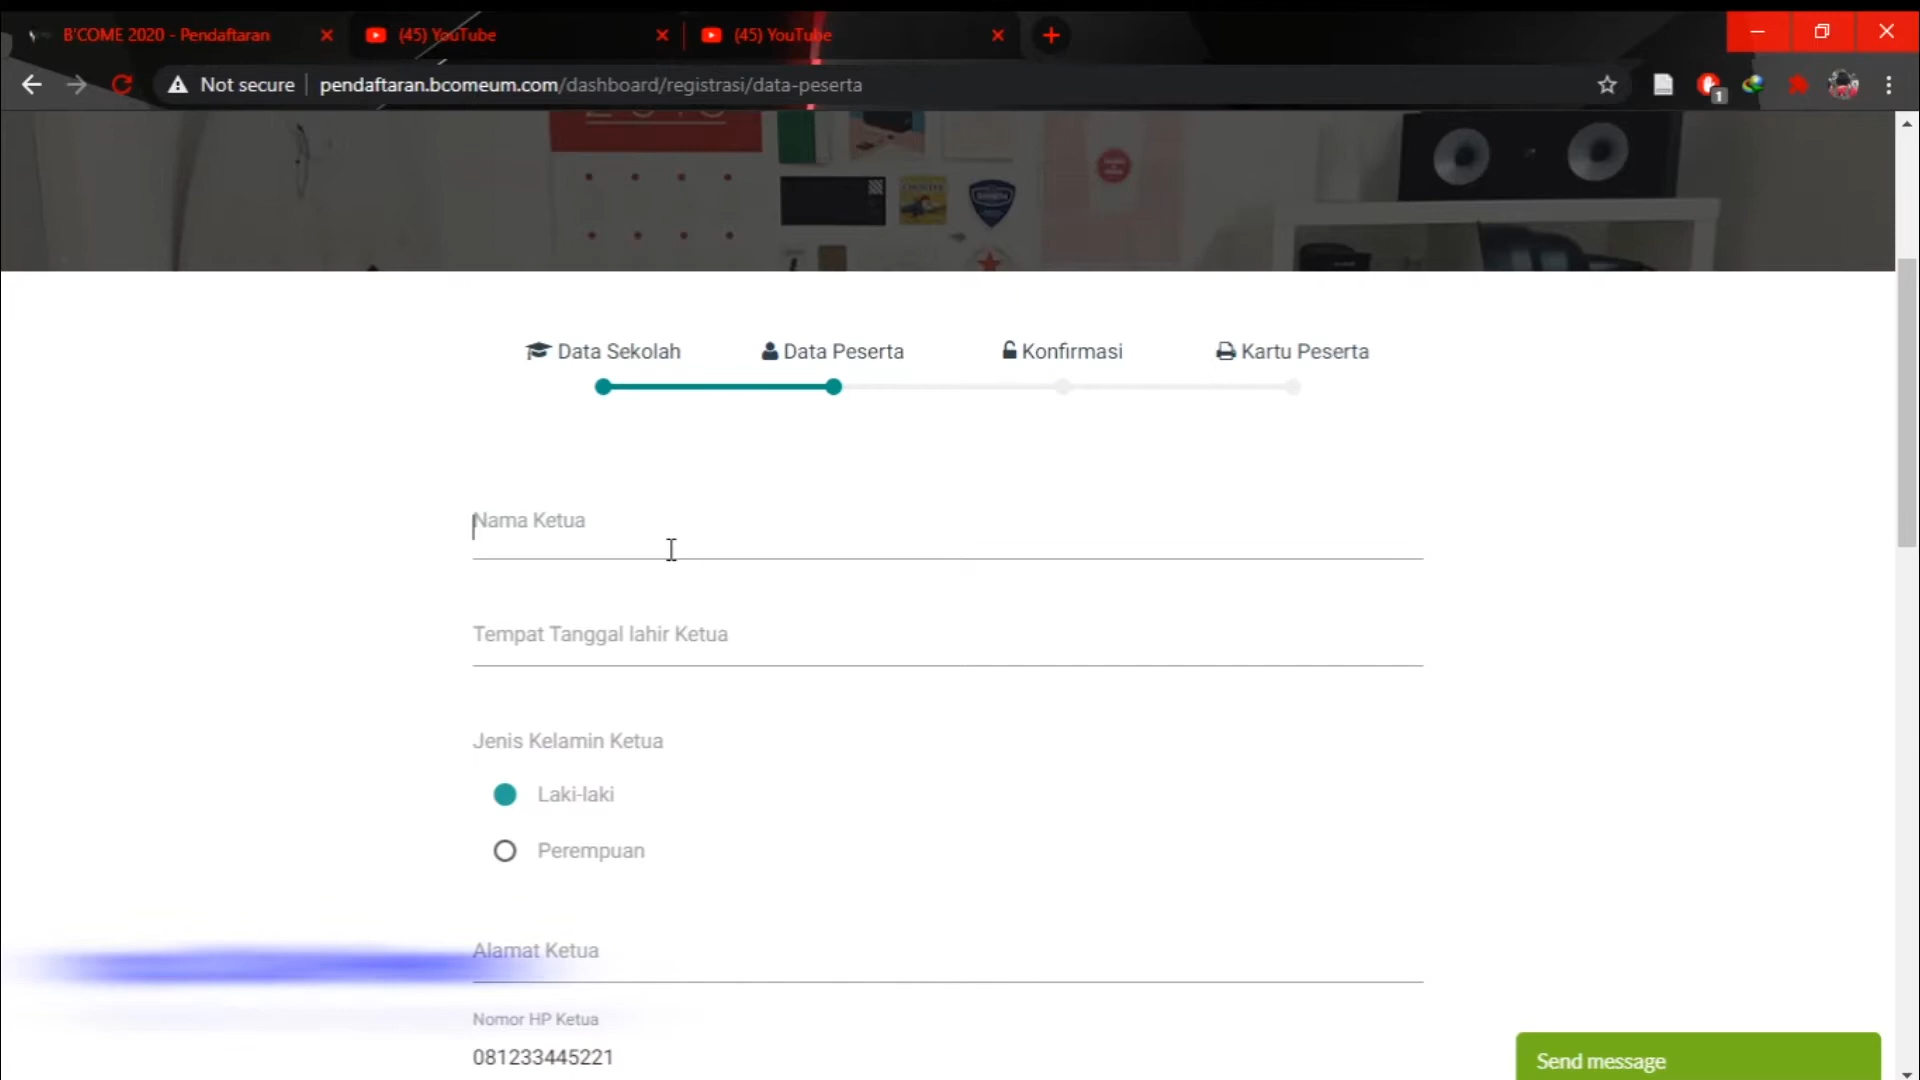 B'COME 2020 - Pendaftaran
(45) YouTube
(45) YouTube
Not secure
pendaftaran.bcomeum.com/dashboard/registrasi/data-peserta
1
Data Sekolah
Data Peserta
Konfirmasi
Kartu Peserta
Nama Ketua
Tempat Tanggal lahir Ketua
Jenis Kelamin Ketua
Laki-laki
Perempuan
Alamat Ketua
Nomor HP Ketua
081233445221
Send message